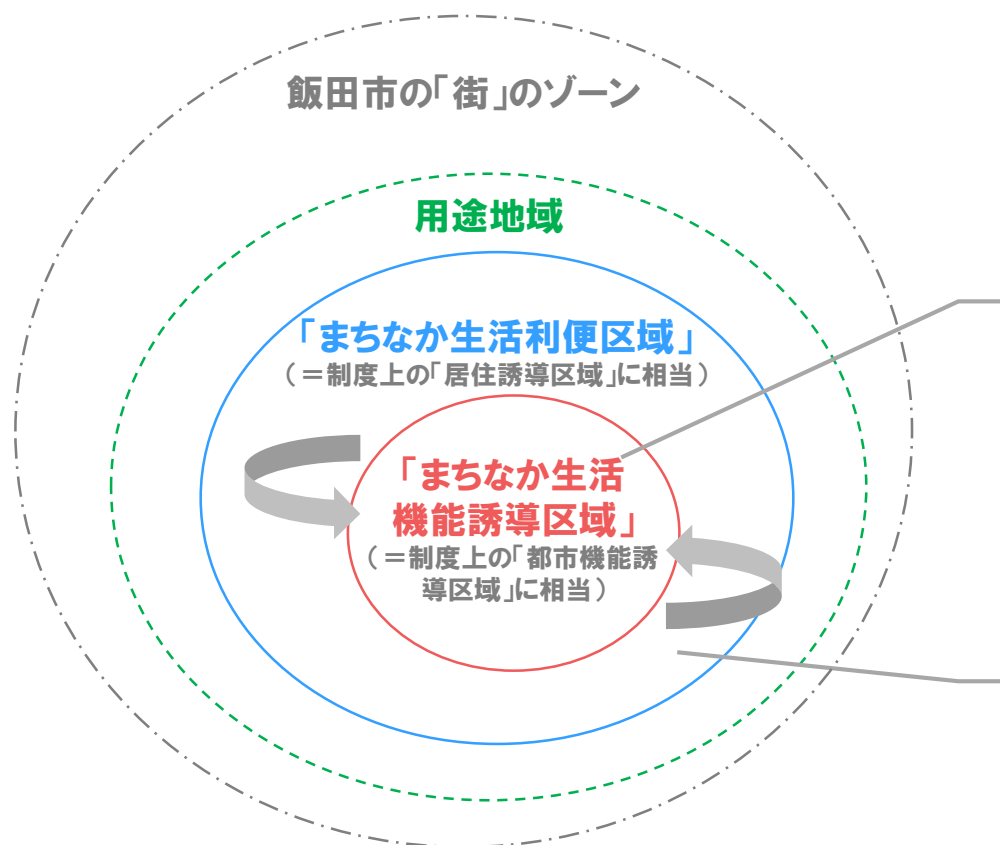 飯田市の「街」のゾーン
用途地域
「まちなか生活利便区域」
（＝制度上の「居住誘導区域」に相当）
「まちなか生活
機能誘導区域」
（＝制度上の「都市機能誘
導区域」に相当）